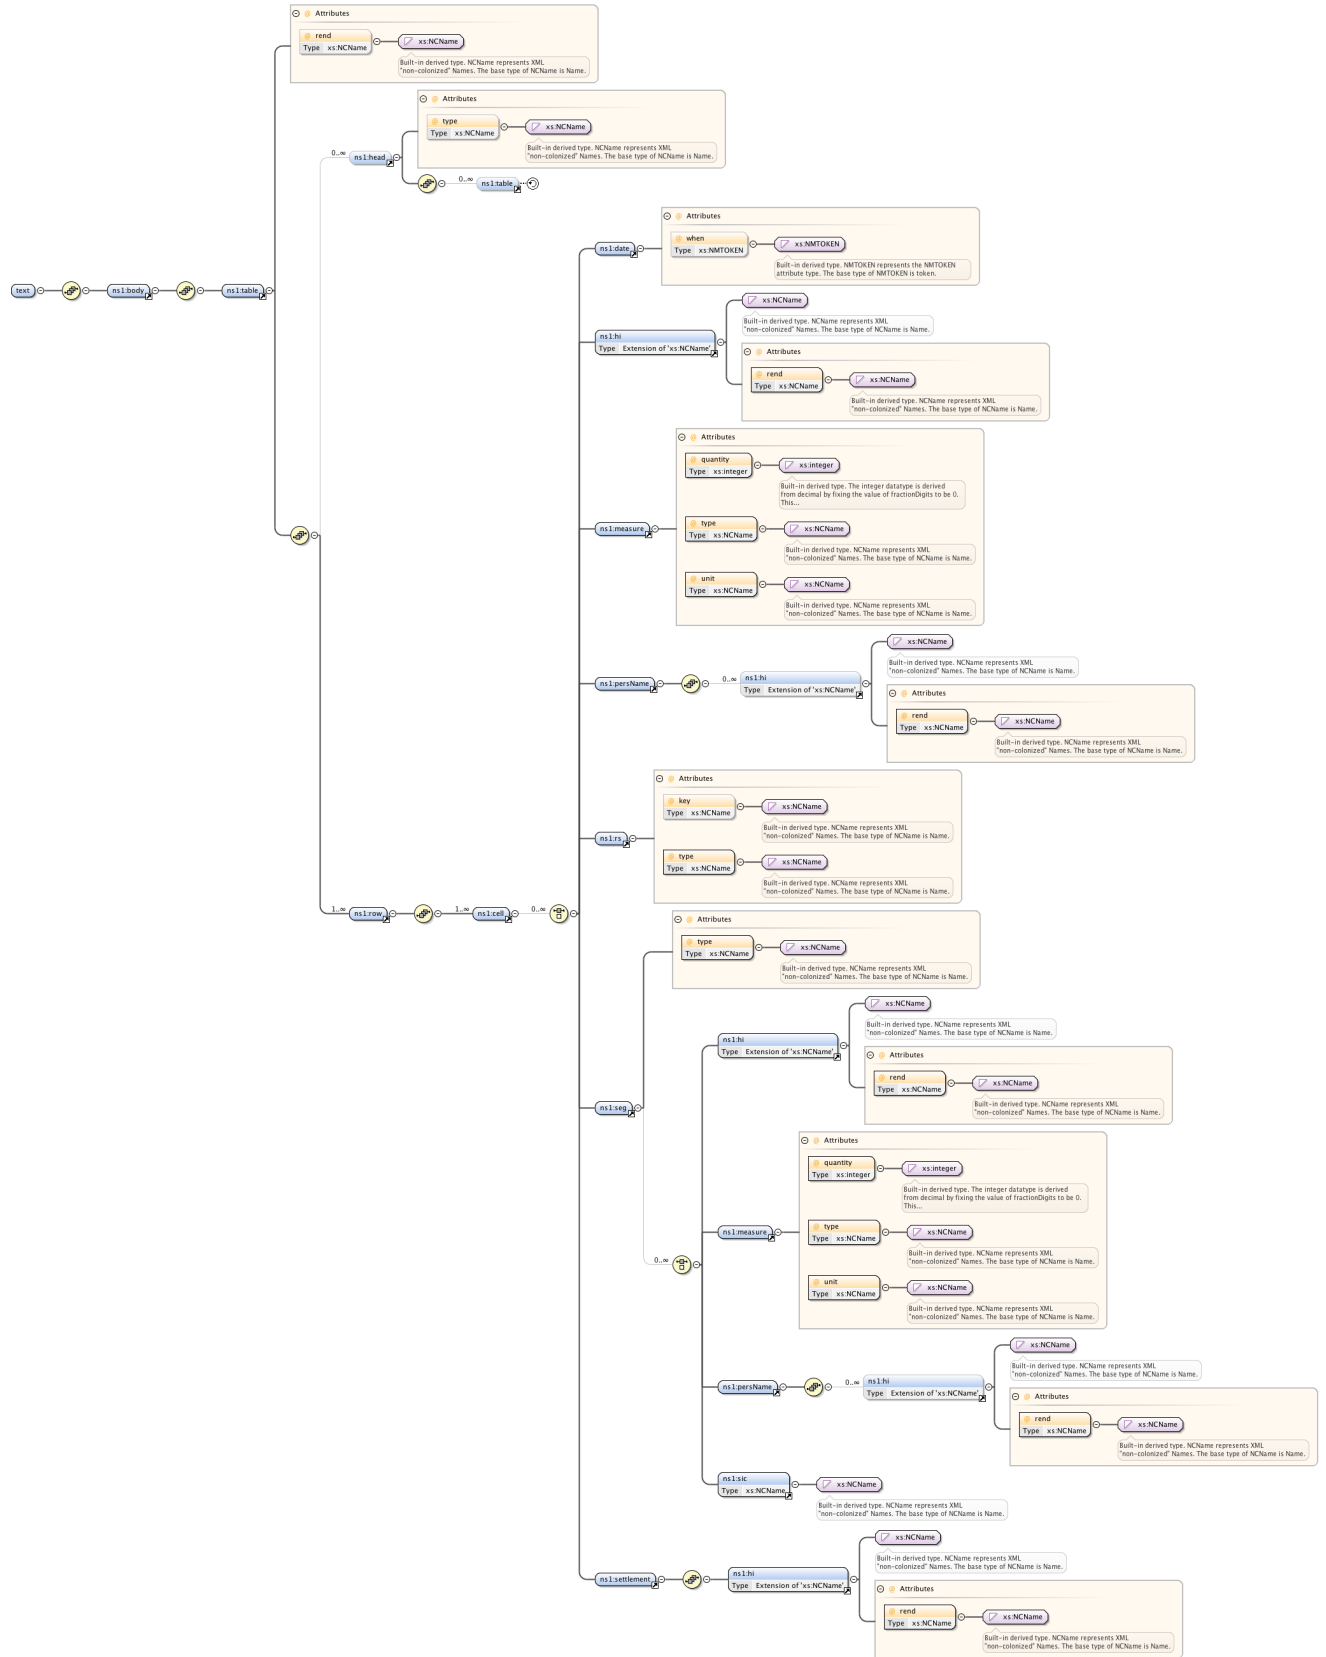 Attributes
rend
Type xs:NCName
xs:NCName
Built-in derived type. NCName represents XML
"non-colonized" Names. The base type of NCName is Name.
Attributes
type
Type xs:NCName
xs:NCName
Built-in derived type. NCName represents XML
"non-colonized" Names. The base type of NCName is Name.
0..∞
ns1:head
0..∞
ns1:table
Attributes
when
Type xs:NMTOKEN
xs:NMTOKEN
Built-in derived type. NMTOKEN represents the NMTOKEN
attribute type. The base type of NMTOKEN is token.
ns1:date
text
ns1:body
ns1:table
xs:NCName
Built-in derived type. NCName represents XML
"non-colonized" Names. The base type of NCName is Name.
ns1:hi
Type Extension of 'xs:NCName'
Attributes
rend
Type xs:NCName
xs:NCName
Built-in derived type. NCName represents XML
"non-colonized" Names. The base type of NCName is Name.
Attributes
quantity
Type xs:integer
xs:integer
Built-in derived type. The integer datatype is derived
from decimal by fixing the value of fractionDigits to be 0.
This...
ns1:measure
type
Type xs:NCName
xs:NCName
Built-in derived type. NCName represents XML
"non-colonized" Names. The base type of NCName is Name.
unit
Type xs:NCName
xs:NCName
Built-in derived type. NCName represents XML
"non-colonized" Names. The base type of NCName is Name.
xs:NCName
Built-in derived type. NCName represents XML
"non-colonized" Names. The base type of NCName is Name.
ns1:persName
0..∞
ns1:hi
Type Extension of 'xs:NCName'
Attributes
rend
Type xs:NCName
xs:NCName
Built-in derived type. NCName represents XML
"non-colonized" Names. The base type of NCName is Name.
Attributes
key
Type xs:NCName
xs:NCName
Built-in derived type. NCName represents XML
"non-colonized" Names. The base type of NCName is Name.
ns1:rs
type
Type xs:NCName
xs:NCName
Built-in derived type. NCName represents XML
"non-colonized" Names. The base type of NCName is Name.
1..∞
ns1:row
1..∞
ns1:cell
0..∞
Attributes
type
Type xs:NCName
xs:NCName
Built-in derived type. NCName represents XML
"non-colonized" Names. The base type of NCName is Name.
xs:NCName
Built-in derived type. NCName represents XML
"non-colonized" Names. The base type of NCName is Name.
ns1:hi
Type Extension of 'xs:NCName'
Attributes
rend
Type xs:NCName
xs:NCName
Built-in derived type. NCName represents XML
"non-colonized" Names. The base type of NCName is Name.
ns1:seg
Attributes
quantity
Type xs:integer
xs:integer
Built-in derived type. The integer datatype is derived
from decimal by fixing the value of fractionDigits to be 0.
This...
ns1:measure
type
Type xs:NCName
xs:NCName
Built-in derived type. NCName represents XML
"non-colonized" Names. The base type of NCName is Name.
0..∞
unit
Type xs:NCName
xs:NCName
Built-in derived type. NCName represents XML
"non-colonized" Names. The base type of NCName is Name.
xs:NCName
Built-in derived type. NCName represents XML
"non-colonized" Names. The base type of NCName is Name.
ns1:persName
0..∞
ns1:hi
Type Extension of 'xs:NCName'
Attributes
rend
Type xs:NCName
xs:NCName
Built-in derived type. NCName represents XML
"non-colonized" Names. The base type of NCName is Name.
ns1:sic
Type xs:NCName
xs:NCName
Built-in derived type. NCName represents XML
"non-colonized" Names. The base type of NCName is Name.
xs:NCName
Built-in derived type. NCName represents XML
"non-colonized" Names. The base type of NCName is Name.
ns1:settlement
ns1:hi
Type Extension of 'xs:NCName'
Attributes
rend
Type xs:NCName
xs:NCName
Built-in derived type. NCName represents XML
"non-colonized" Names. The base type of NCName is Name.